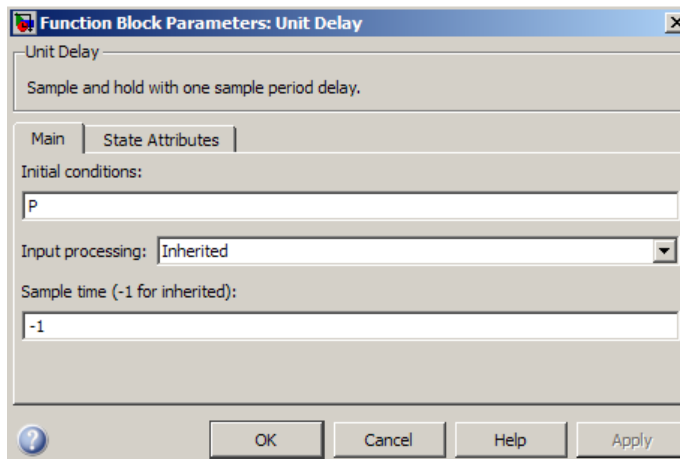 Function Block Parameters: Unit Delay
Unit Delay
Sample and hold with one sample period delay.
Main State Attributes
Initial conditions:
P
Input processing: Inherited
Sample time (-1 for inherited):
-1
OK Cancel Help Apply